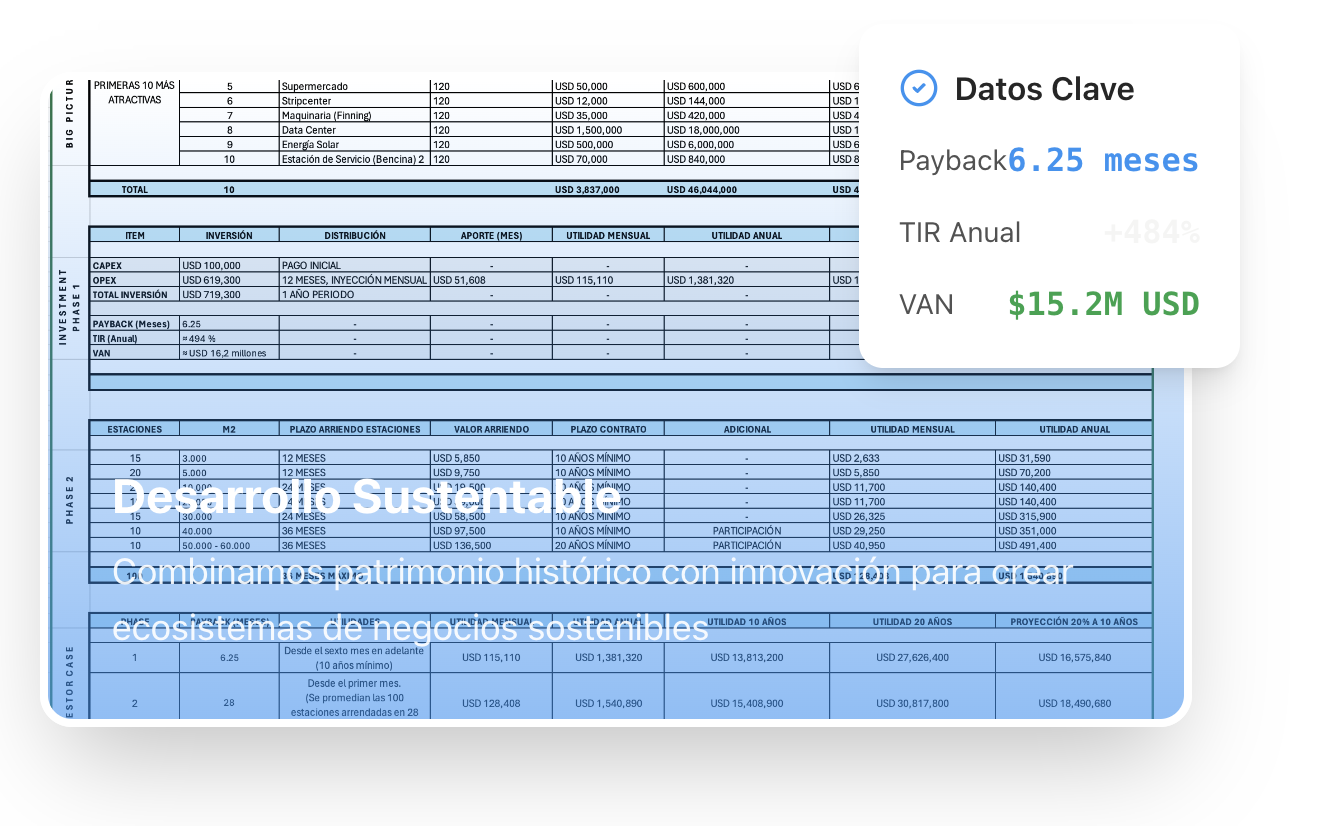 Datos Clave
Payback 6.25 meses
TIR Anual +484%
VAN $15.2M USD
BIG PICTUR
PRIMERAS 10 MÁS ATRACTIVAS
5 Supermercado 120 USD 50,000 USD 600,000 USD 6
6 Stripcenter 120 USD 12,000 USD 144,000 USD 1
7 Maquinaria (Finning) 120 USD 35,000 USD 420,000 USD 4
8 Data Center 120 USD 1,500,000 USD 18,000,000 USD 1
9 Energía Solar 120 USD 500,000 USD 6,000,000 USD 6
10 Estación de Servicio (Bencina) 2 120 USD 70,000 USD 840,000 USD 8
TOTAL 10 USD 3,837,000 USD 46,044,000 USD 4
INVESTMENT
PHASE 1
ITEM INVERSIÓN DISTRIBUCIÓN APORTE (MES) UTILIDAD MENSUAL UTILIDAD ANUAL
CAPEX USD 100,000 PAGO INICIAL - - -
OPEX USD 619,300 12 MESES, INYECCIÓN MENSUAL USD 51,608 USD 115,110 USD 1,381,320 USD 1
TOTAL INVERSIÓN USD 719,300 1 AÑO PERIODO - - -
PAYBACK (Meses) 6.25 - - - -
TIR (Anual) ≈ 494 % - - - -
VAN ≈ USD 16,2 millones - - - -
PHASE 2
ESTACIONES M2 PLAZO ARRIENDO ESTACIONES VALOR ARRIENDO PLAZO CONTRATO ADICIONAL UTILIDAD MENSUAL UTILIDAD ANUAL
15 3.000 12 MESES USD 5,850 10 AÑOS MÍNIMO - USD 2,633 USD 31,590
20 5.000 12 MESES USD 9,750 10 AÑOS MÍNIMO - USD 5,850 USD 70,200
10.000 24 MESES USD 19,500 10 AÑOS MÍNIMO - USD 11,700 USD 140,400
10 AÑOS MÍNIMO - USD 11,700 USD 140,400
15 30.000 24 MESES USD 58,500 10 AÑOS MÍNIMO - USD 26,325 USD 315,900
10 40.000 36 MESES USD 97,500 10 AÑOS MÍNIMO PARTICIPACIÓN USD 29,250 USD 351,000
10 50.000 - 60.000 36 MESES USD 136,500 20 AÑOS MÍNIMO PARTICIPACIÓN USD 40,950 USD 491,400
MESES MÁXIMO USD 128,408
Desarrollo Sustentable
Combinamos patrimonio histórico con innovación para crear
ecosistemas de negocios sostenibles
ESTOR CASE
PHASE PAYBACK (MESES) UTILIDADES UTILIDAD MENSUAL UTILIDAD ANUAL UTILIDAD 10 AÑOS UTILIDAD 20 AÑOS PROYECCIÓN 20% A 10 AÑOS
1 6.25 Desde el sexto mes en adelante (10 años mínimo) USD 115,110 USD 1,381,320 USD 13,813,200 USD 27,626,400 USD 16,575,840
2 28 Desde el primer mes. (Se promedian las 100 estaciones arrendadas en 28 USD 128,408 USD 1,540,890 USD 15,408,900 USD 30,817,800 USD 18,490,680